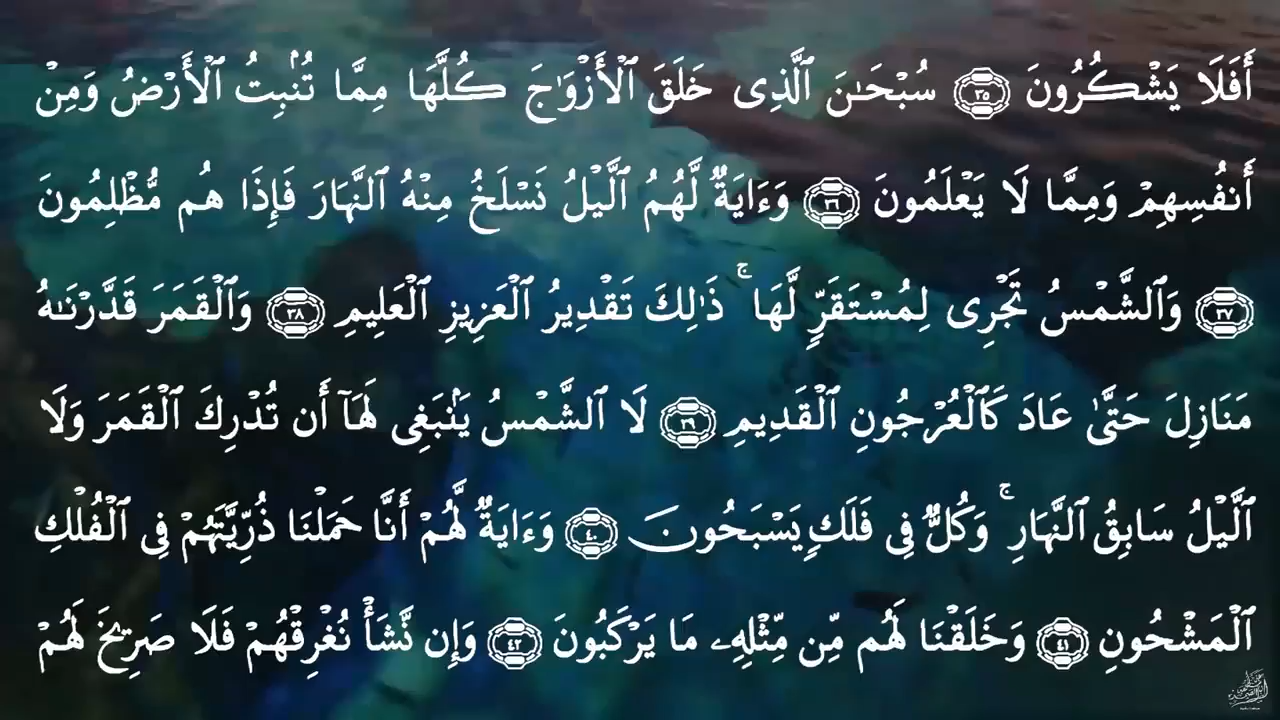 أَفَلَا يَشْكُرُونَ ٣٥ سُبْحَـٰنَ ٱلَّذِى خَلَقَ ٱلْأَزْوَٰجَ كُلَّهَا مِمَّا تُنۢبِتُ ٱلْأَرْضُ وَمِنْ
أَنفُسِهِمْ وَمِمَّا لَا يَعْلَمُونَ ٣٦ وَءَايَةٌ لَّهُمُ ٱلَّيْلُ نَسْلَخُ مِنْهُ ٱلنَّهَارَ فَإِذَا هُم مُّظْلِمُونَ
٣٧ وَٱلشَّمْسُ تَجْرِى لِمُسْتَقَرٍّ لَّهَا ۚ ذَٰلِكَ تَقْدِيرُ ٱلْعَزِيزِ ٱلْعَلِيمِ ٣٨ وَٱلْقَمَرَ قَدَّرْنَـٰهُ
مَنَازِلَ حَتَّىٰ عَادَ كَٱلْعُرْجُونِ ٱلْقَدِيمِ ٣٩ لَا ٱلشَّمْسُ يَنۢبَغِى لَهَآ أَن تُدْرِكَ ٱلْقَمَرَ وَلَا
ٱلَّيْلُ سَابِقُ ٱلنَّهَارِ ۚ وَكُلٌّ فِى فَلَكٍ يَسْبَحُونَ ٤٠ وَءَايَةٌ لَّهُمْ أَنَّا حَمَلْنَا ذُرِّيَّتَهُمْ فِى ٱلْفُلْكِ
ٱلْمَشْحُونِ ٤١ وَخَلَقْنَا لَهُم مِّن مِّثْلِهِۦ مَا يَرْكَبُونَ ٤٢ وَإِن نَّشَأْ نُغْرِقْهُمْ فَلَا صَرِيخَ لَهُمْ